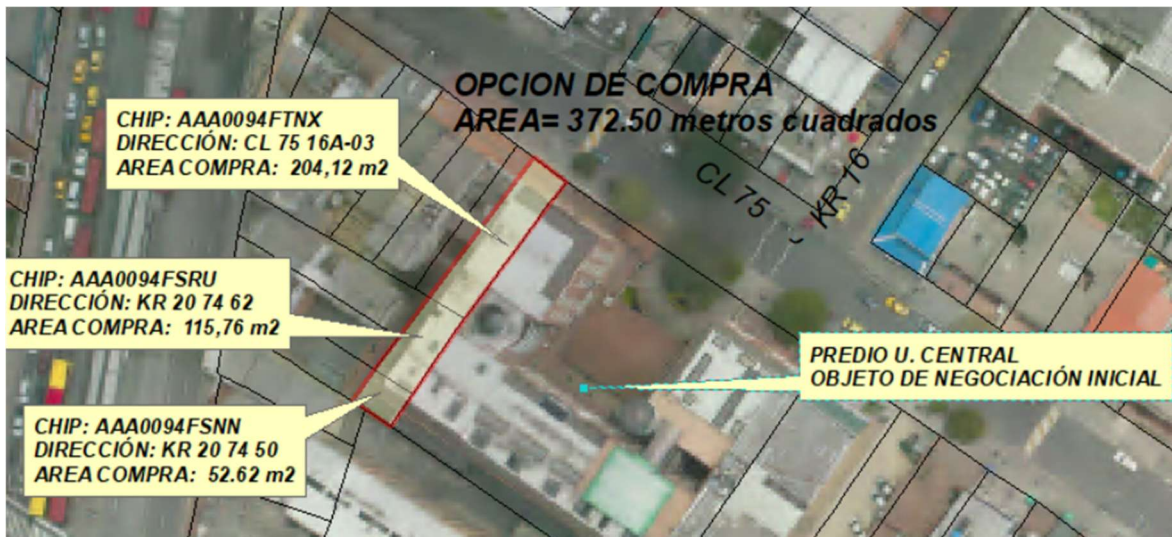 OPCION DE COMPRA
AREA= 372.50 metros cuadrados
CHIP: AAA0094FTNX
DIRECCIÓN: CL 75 16A-03
AREA COMPRA: 204,12 m2
CL 75
KR 16
CHIP: AAA0094FSRU
DIRECCIÓN: KR 20 74 62
AREA COMPRA: 115,76 m2
PREDIO U. CENTRAL
OBJETO DE NEGOCIACIÓN INICIAL
CHIP: AAA0094FSNN
DIRECCIÓN: KR 20 74 50
AREA COMPRA: 52.62 m2